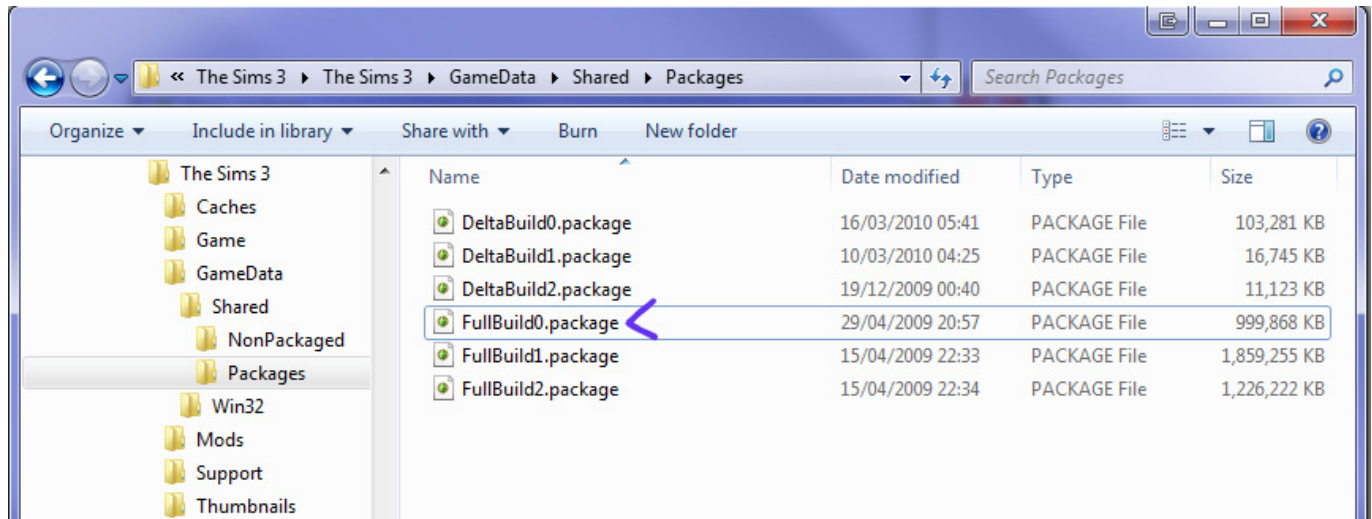 « The Sims 3 ▸ The Sims 3 ▸ GameData ▸ Shared ▸ Packages
Search Packages
Organize Include in library Share with Burn New folder
The Sims 3
Caches
Game
GameData
Shared
NonPackaged
Packages
Win32
Mods
Support
Thumbnails
Name Date modified Type Size
DeltaBuild0.package 16/03/2010 05:41 PACKAGE File 103,281 KB
DeltaBuild1.package 10/03/2010 04:25 PACKAGE File 16,745 KB
DeltaBuild2.package 19/12/2009 00:40 PACKAGE File 11,123 KB
FullBuild0.package 29/04/2009 20:57 PACKAGE File 999,868 KB
FullBuild1.package 15/04/2009 22:33 PACKAGE File 1,859,255 KB
FullBuild2.package 15/04/2009 22:34 PACKAGE File 1,226,222 KB